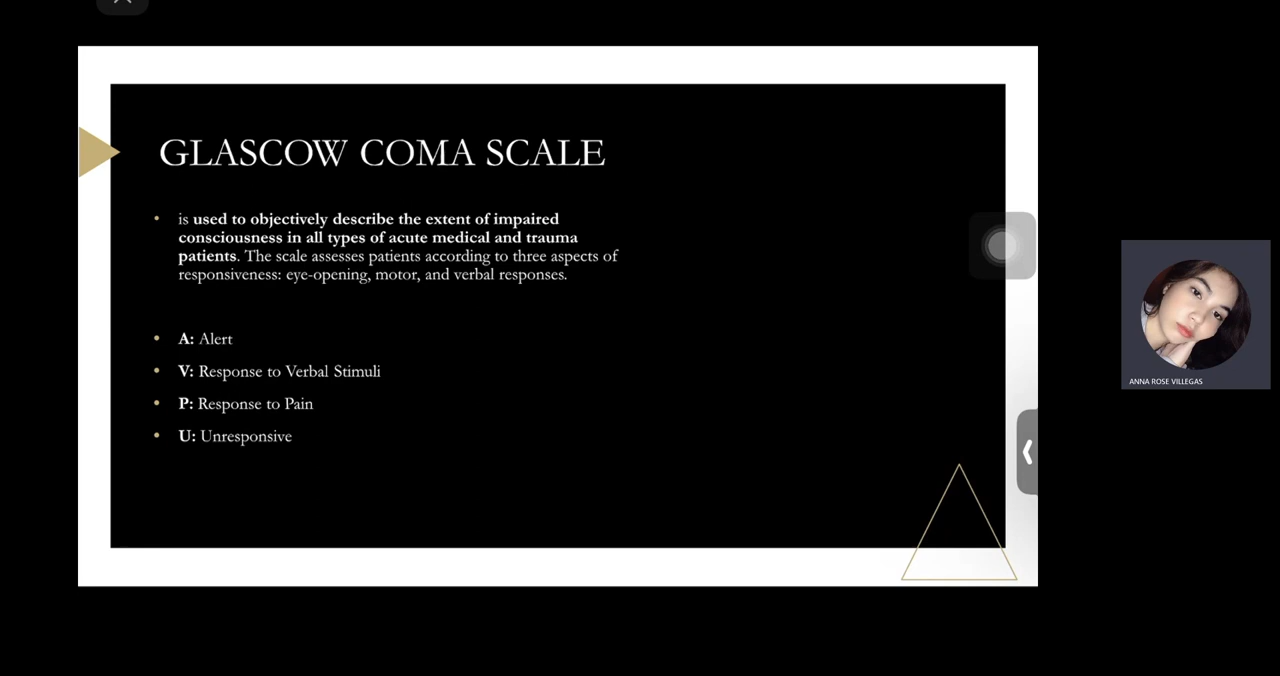 GLASCOW COMA SCALE
• is used to objectively describe the extent of impaired
consciousness in all types of acute medical and trauma
patients. The scale assesses patients according to three aspects of
responsiveness: eye-opening, motor, and verbal responses.
• A: Alert
• V: Response to Verbal Stimuli
• P: Response to Pain
• U: Unresponsive
ANNA ROSE VILLEGAS